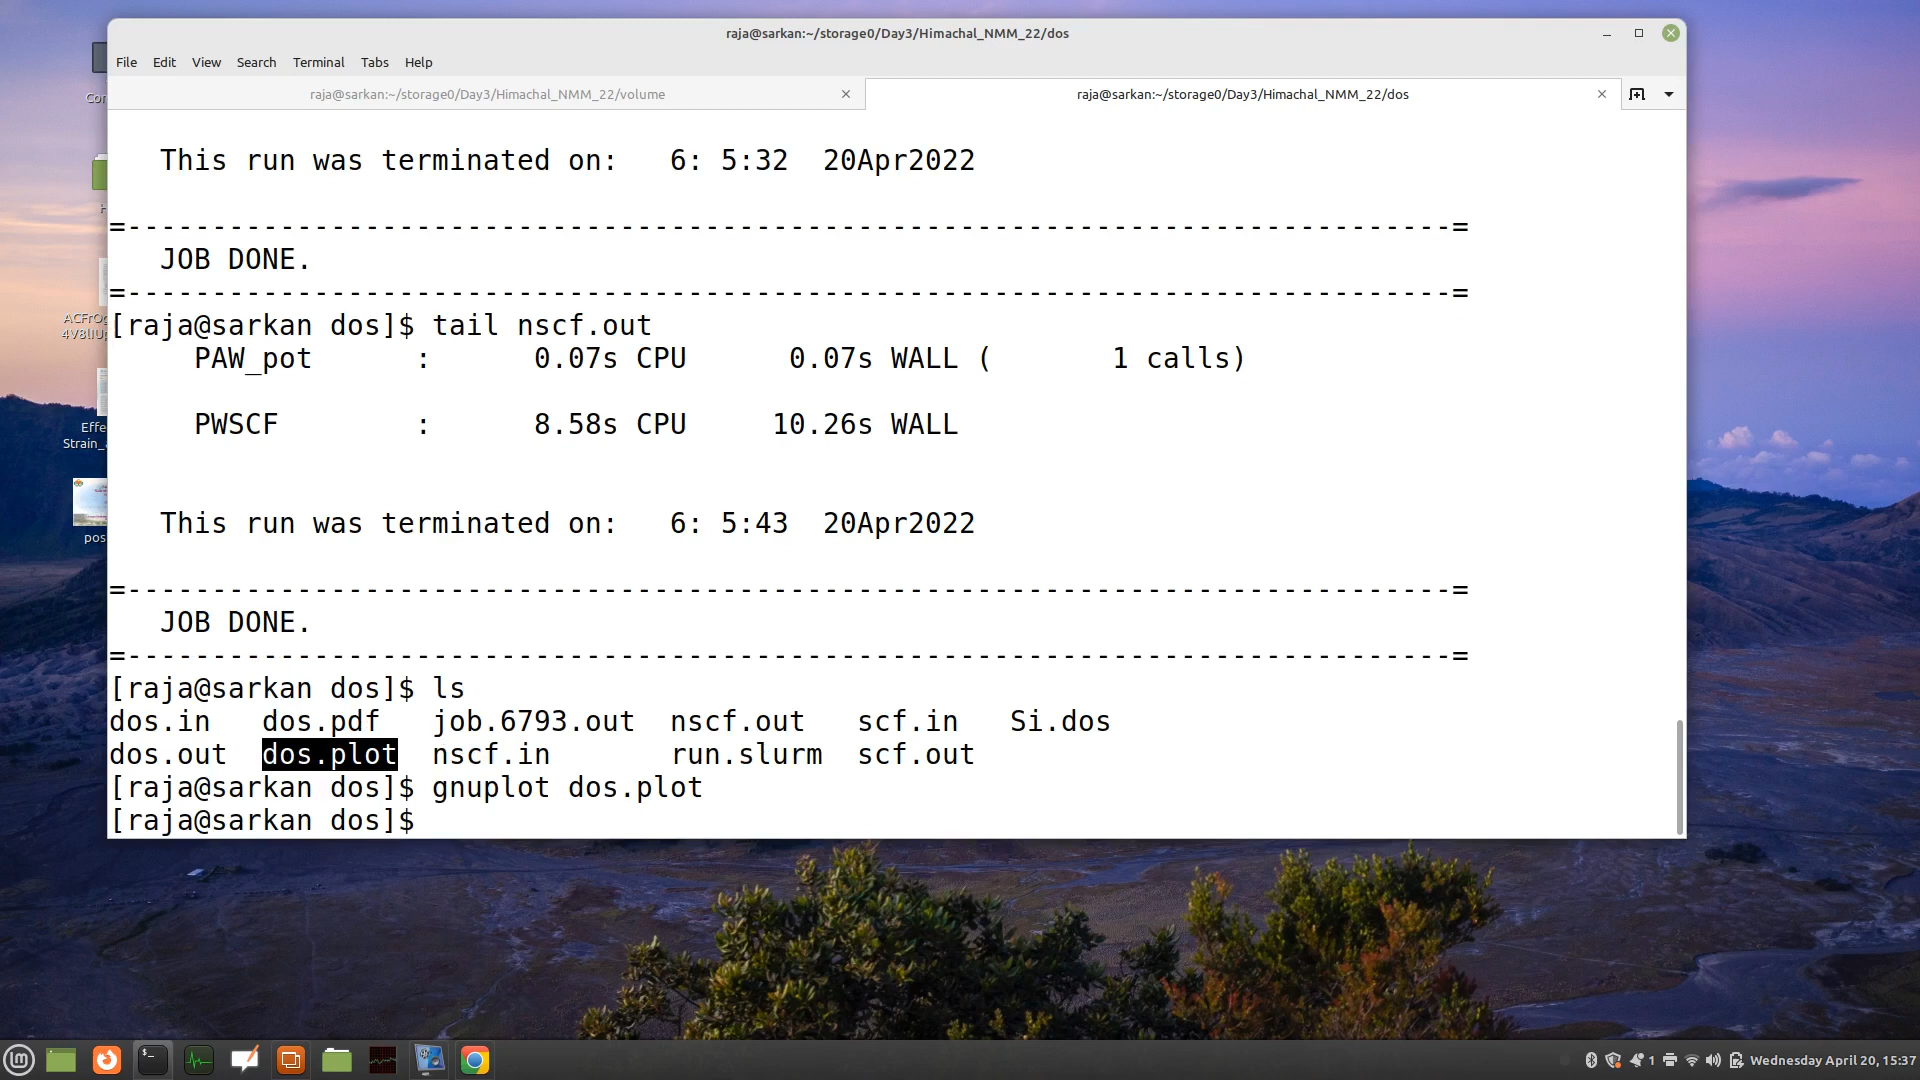 raja@sarkan:~/storage0/Day3/Himachal_NMM_22/dos
File Edit View Search Terminal Tabs Help
raja@sarkan:~/storage0/Day3/Himachal_NMM_22/volume
raja@sarkan:~/storage0/Day3/Himachal_NMM_22/dos
This run was terminated on:   6: 5:32  20Apr2022
=------------------------------------------------------------------------------=
JOB DONE.
=------------------------------------------------------------------------------=
[raja@sarkan dos]$ tail nscf.out
PAW_pot      :      0.07s CPU      0.07s WALL (       1 calls)
PWSCF        :      8.58s CPU     10.26s WALL
This run was terminated on:   6: 5:43  20Apr2022
=------------------------------------------------------------------------------=
JOB DONE.
=------------------------------------------------------------------------------=
[raja@sarkan dos]$ ls
dos.in   dos.pdf   job.6793.out  nscf.out   scf.in   Si.dos
dos.out  dos.plot  nscf.in       run.slurm  scf.out
[raja@sarkan dos]$ gnuplot dos.plot
[raja@sarkan dos]$
Effe
Strain_
pos
1
Wednesday April 20, 15:37